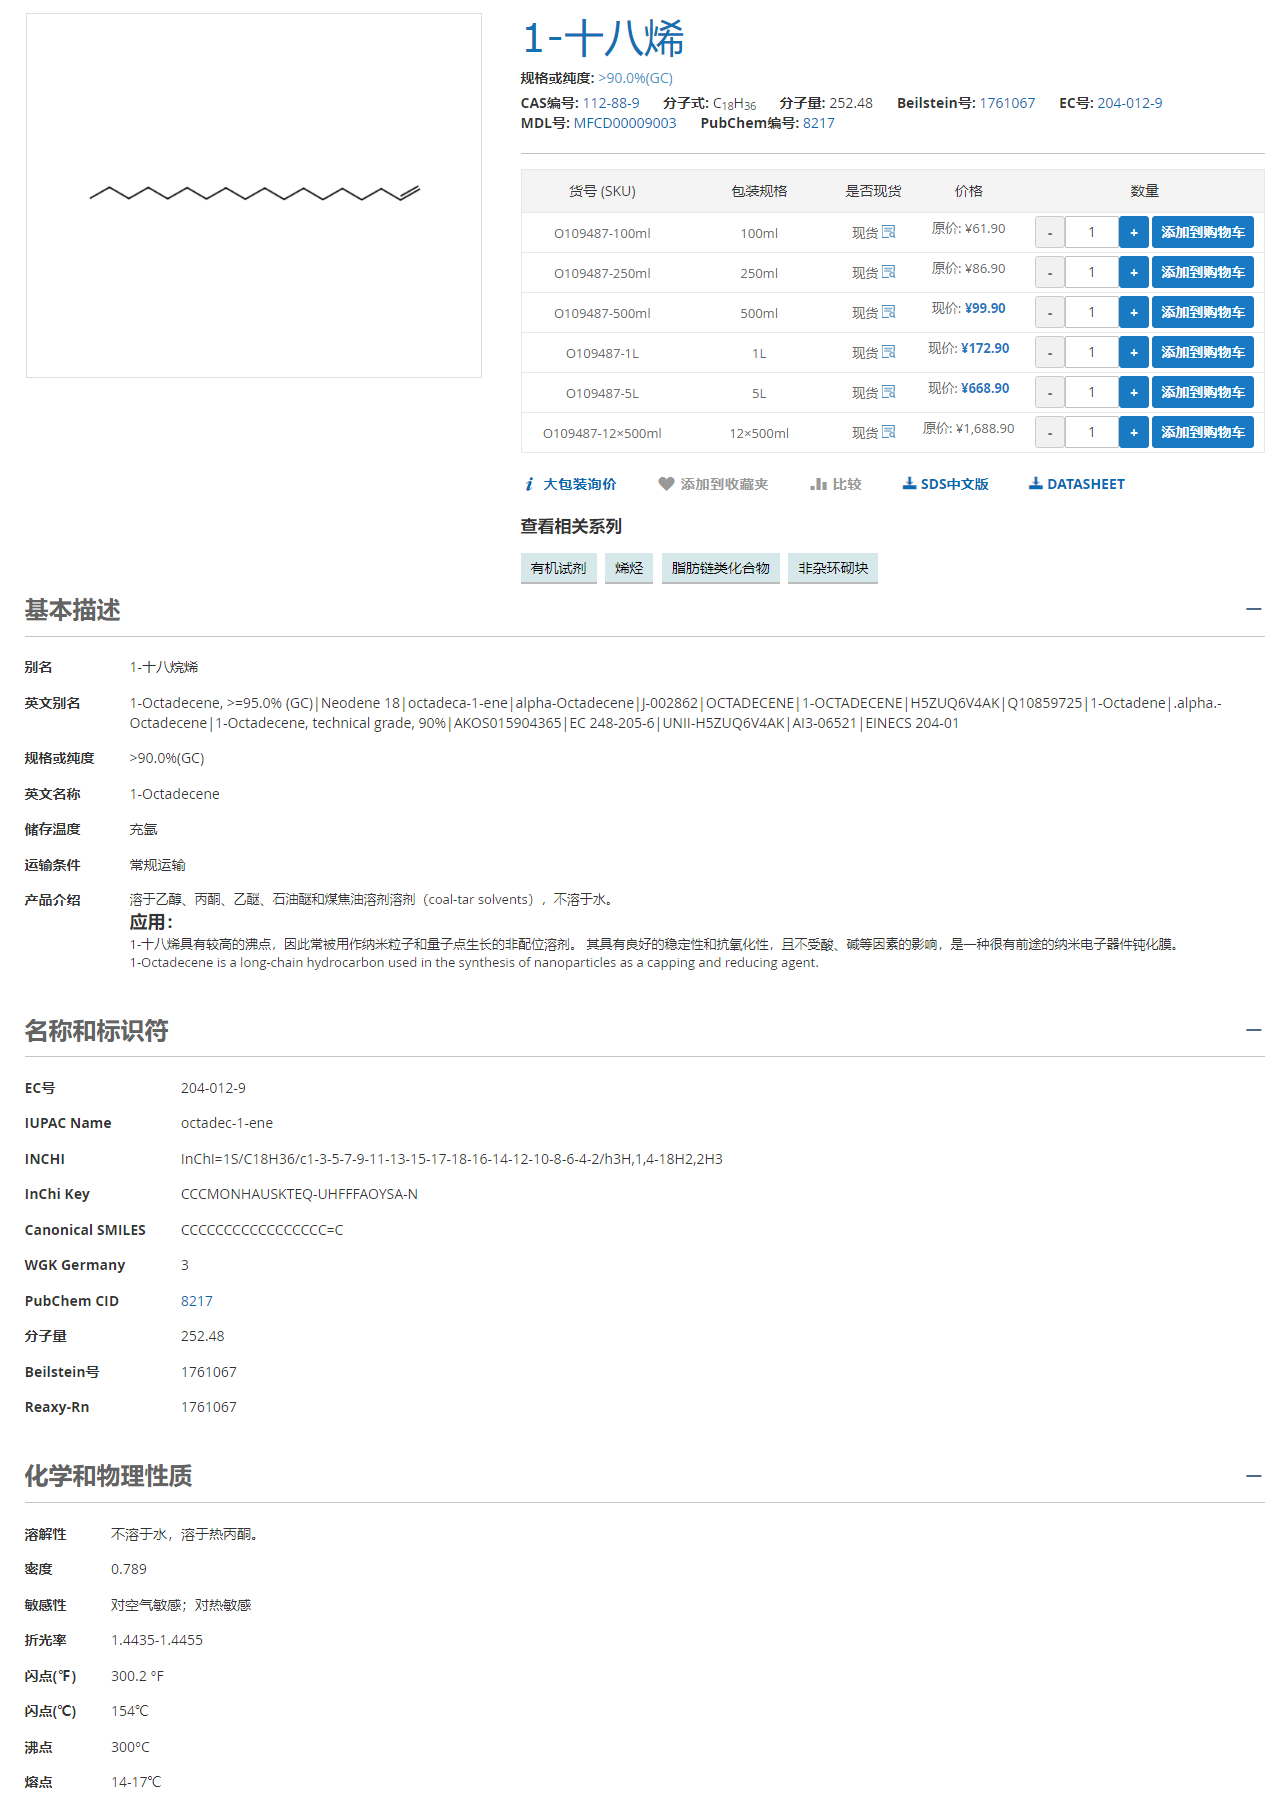 1-十八烯
规格或纯度: >90.0%(GC)
CAS编号: 112-88-9 分子式: C18H36 分子量: 252.48 Beilstein号: 1761067 EC号: 204-012-9
MDL号: MFCD00009003 PubChem编号: 8217
货号 (SKU) 包装规格 是否现货 价格 数量
O109487-100ml 100ml 现货 原价: ¥61.90 - 1 + 添加到购物车
O109487-250ml 250ml 现货 原价: ¥86.90 - 1 + 添加到购物车
O109487-500ml 500ml 现货 现价: ¥99.90 - 1 + 添加到购物车
O109487-1L 1L 现货 现价: ¥172.90 - 1 + 添加到购物车
O109487-5L 5L 现货 现价: ¥668.90 - 1 + 添加到购物车
O109487-12×500ml 12×500ml 现货 原价: ¥1,688.90 - 1 + 添加到购物车
大包装询价 添加到收藏夹 比较 SDS中文版 DATASHEET
查看相关系列
有机试剂 烯烃 脂肪链类化合物 非杂环砌块
基本描述
别名 1-十八烷烯
英文别名 1-Octadecene, >=95.0% (GC)|Neodene 18|octadeca-1-ene|alpha-Octadecene|J-002862|OCTADECENE|1-OCTADECENE|H5ZUQ6V4AK|Q10859725|1-Octadene|.alpha.-
Octadecene|1-Octadecene, technical grade, 90%|AKOS015904365|EC 248-205-6|UNII-H5ZUQ6V4AK|AI3-06521|EINECS 204-01
规格或纯度 >90.0%(GC)
英文名称 1-Octadecene
储存温度 充氩
运输条件 常规运输
产品介绍 溶于乙醇、丙酮、乙醚、石油醚和煤焦油溶剂溶剂（coal-tar solvents），不溶于水。
应用：
1-十八烯具有较高的沸点，因此常被用作纳米粒子和量子点生长的非配位溶剂。 其具有良好的稳定性和抗氧化性，且不受酸、碱等因素的影响，是一种很有前途的纳米电子器件钝化膜。
1-Octadecene is a long-chain hydrocarbon used in the synthesis of nanoparticles as a capping and reducing agent.
名称和标识符
EC号 204-012-9
IUPAC Name octadec-1-ene
INCHI InChI=1S/C18H36/c1-3-5-7-9-11-13-15-17-18-16-14-12-10-8-6-4-2/h3H,1,4-18H2,2H3
InChi Key CCCMONHAUSKTEQ-UHFFFAOYSA-N
Canonical SMILES CCCCCCCCCCCCCCCCC=C
WGK Germany 3
PubChem CID 8217
分子量 252.48
Beilstein号 1761067
Reaxy-Rn 1761067
化学和物理性质
溶解性 不溶于水，溶于热丙酮。
密度 0.789
敏感性 对空气敏感；对热敏感
折光率 1.4435-1.4455
闪点(°F) 300.2 °F
闪点(℃) 154℃
沸点 300°C
熔点 14-17℃